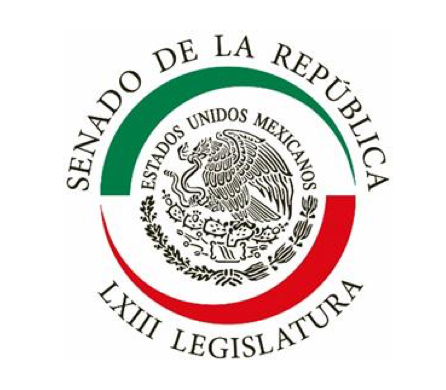 SENADO DE LA REPÚBLICA
ESTADOS UNIDOS MEXICANOS
LXIII LEGISLATURA